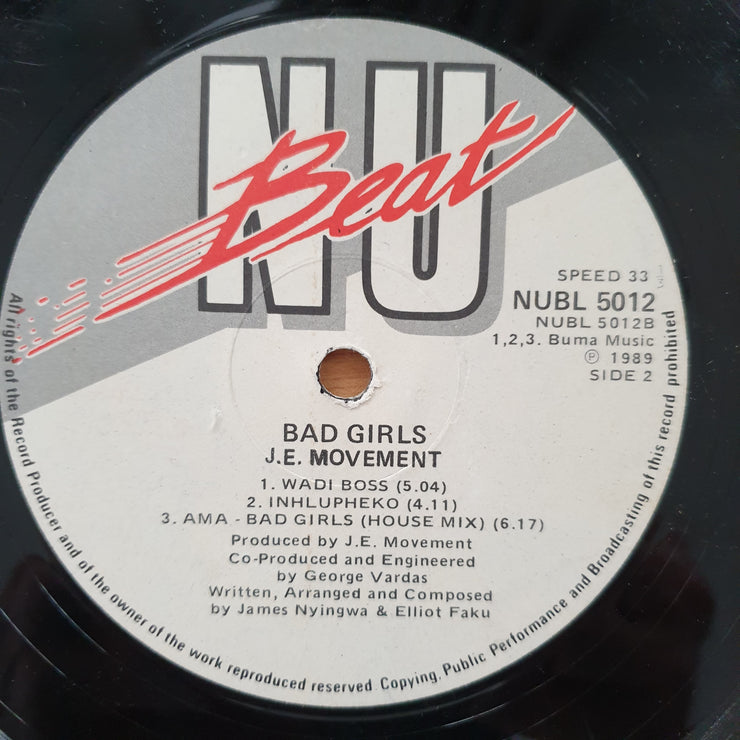 NU
Beat
SPEED 33 1/3
NUBL 5012
NUBL 5012B
1,2,3. Buma Music
Ⓟ 1989
SIDE 2
BAD GIRLS
J.E. MOVEMENT
1. WADI BOSS (5.04)
2. INHLUPHEKO (4.11)
3. AMA - BAD GIRLS (HOUSE MIX) (6.17)
Produced by J.E. Movement
Co-Produced and Engineered
by George Vardas
Written, Arranged and Composed
by James Nyingwa & Elliot Faku
All rights of the Record Producer and of the owner of the work reproduced reserved. Copying, Public Performance and Broadcasting of this record prohibited